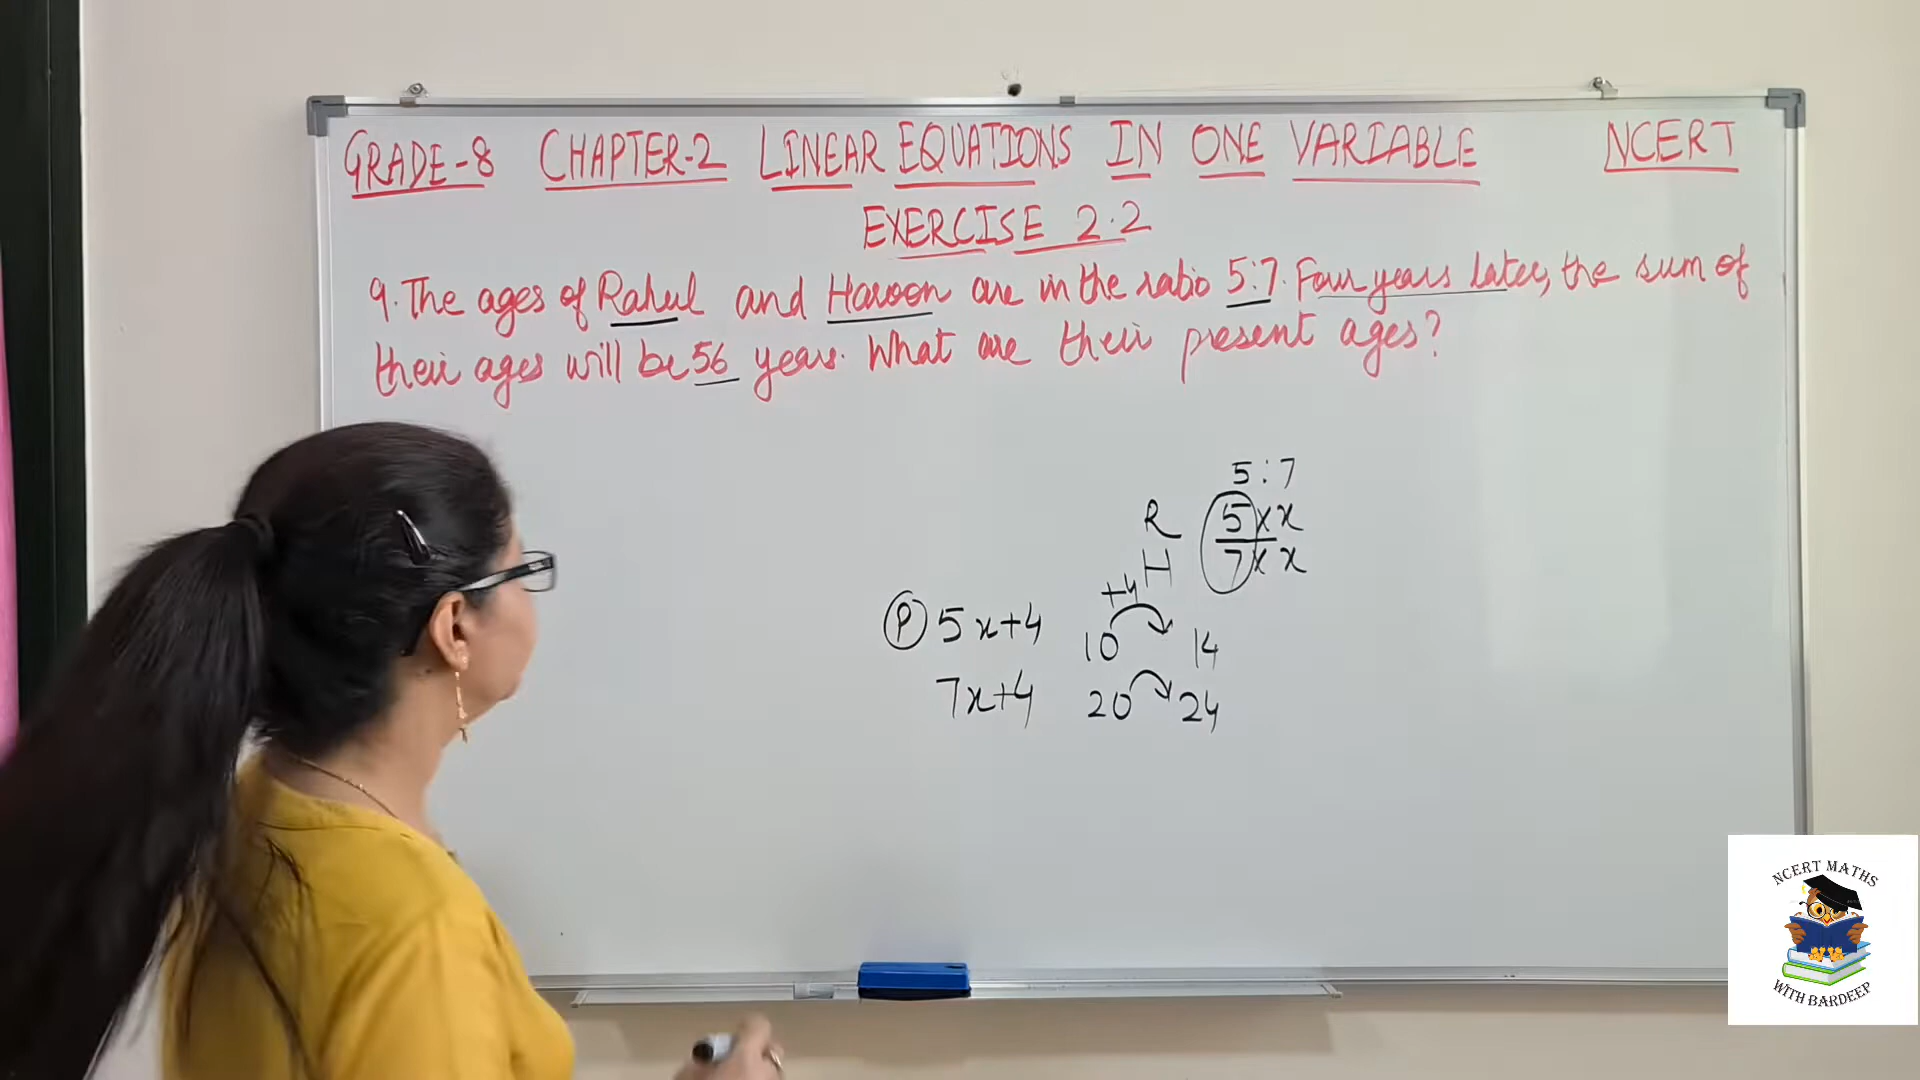 GRADE-8 CHAPTER-2 LINEAR EQUATIONS IN ONE VARIABLE NCERT
EXERCISE 2.2
9. The ages of Rahul and Haroon are in the ratio 5:7. Four years later, the sum of
their ages will be 56 years. What are their present ages?
5:7
R 5×x
H 7×x
+4
P 5x+4 10 14
7x+4 20 24
NCERT MATHS
WITH BARDEEP